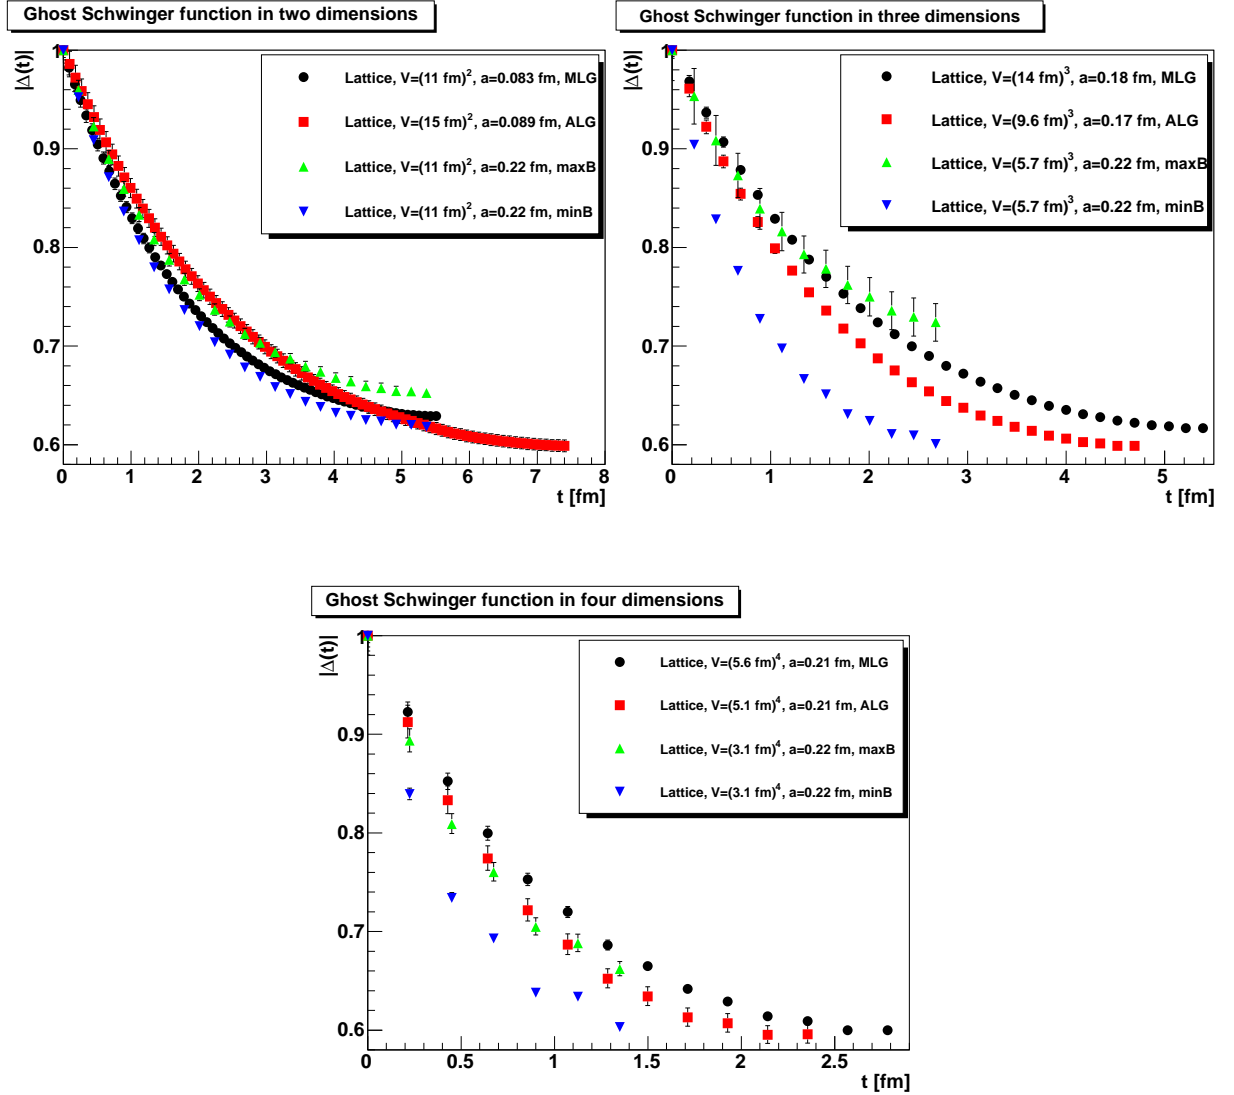 Ghost Schwinger function in two dimensions
|Δ(t)|
1
0.9
0.8
0.7
0.6
Lattice, V=(11 fm)², a=0.083 fm, MLG
Lattice, V=(15 fm)², a=0.089 fm, ALG
Lattice, V=(11 fm)², a=0.22 fm, maxB
Lattice, V=(11 fm)², a=0.22 fm, minB
0 1 2 3 4 5 6 7 8
t [fm]
Ghost Schwinger function in three dimensions
|Δ(t)|
1
0.9
0.8
0.7
0.6
Lattice, V=(14 fm)³, a=0.18 fm, MLG
Lattice, V=(9.6 fm)³, a=0.17 fm, ALG
Lattice, V=(5.7 fm)³, a=0.22 fm, maxB
Lattice, V=(5.7 fm)³, a=0.22 fm, minB
0 1 2 3 4 5
t [fm]
Ghost Schwinger function in four dimensions
|Δ(t)|
1
0.9
0.8
0.7
0.6
Lattice, V=(5.6 fm)⁴, a=0.21 fm, MLG
Lattice, V=(5.1 fm)⁴, a=0.21 fm, ALG
Lattice, V=(3.1 fm)⁴, a=0.22 fm, maxB
Lattice, V=(3.1 fm)⁴, a=0.22 fm, minB
0 0.5 1 1.5 2 2.5
t [fm]